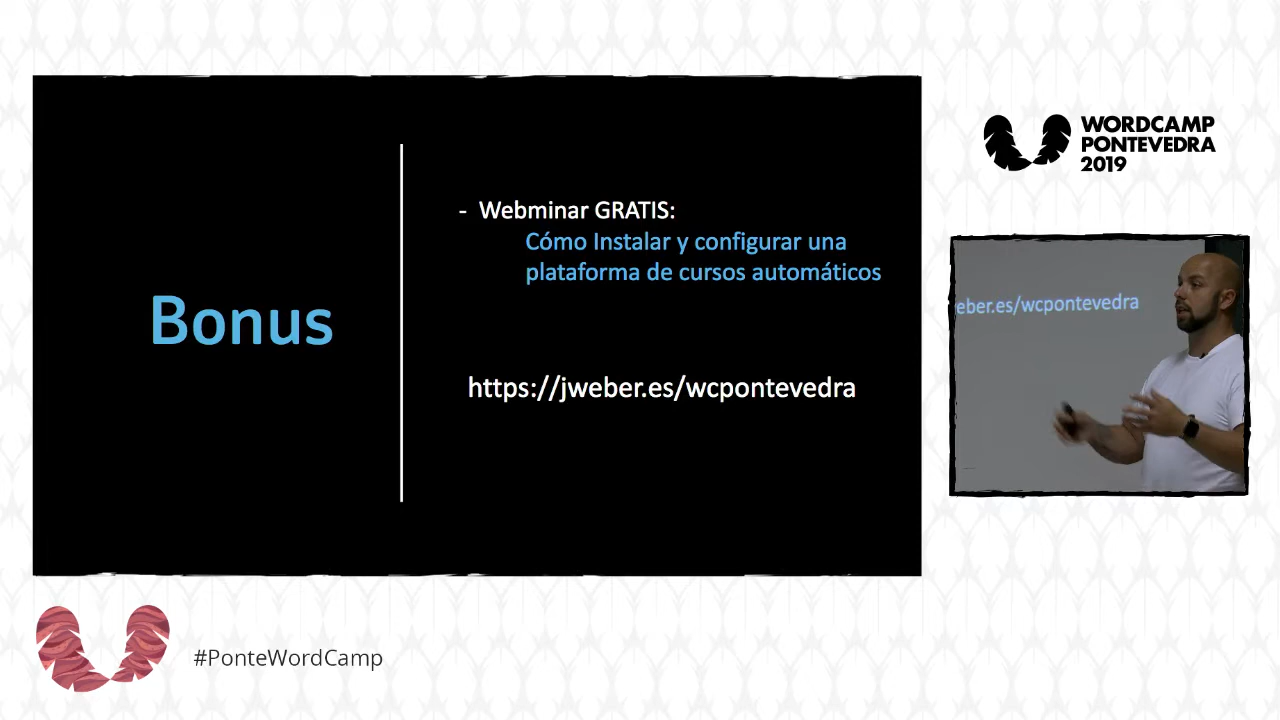 Bonus
- Webminar GRATIS:
Cómo Instalar y configurar una
plataforma de cursos automáticos
https://jweber.es/wcpontevedra
WORDCAMP
PONTEVEDRA
2019
eber.es/wcpontevedra
#PonteWordCamp